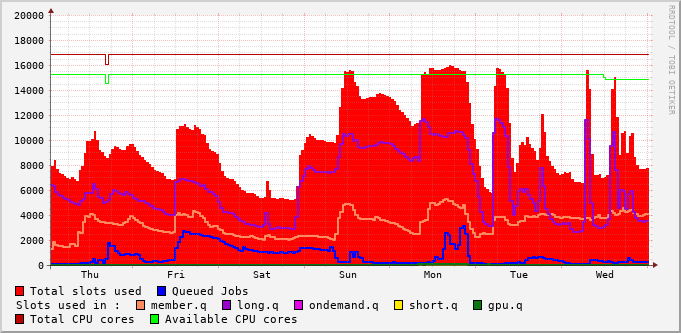 20000
18000
16000
14000
12000
10000
8000
6000
4000
2000
0
Thu Fri Sat Sun Mon Tue Wed
RRDTOOL / TOBI OETIKER
Total slots used Queued Jobs
Slots used in : member.q long.q ondemand.q short.q gpu.q
Total CPU cores Available CPU cores